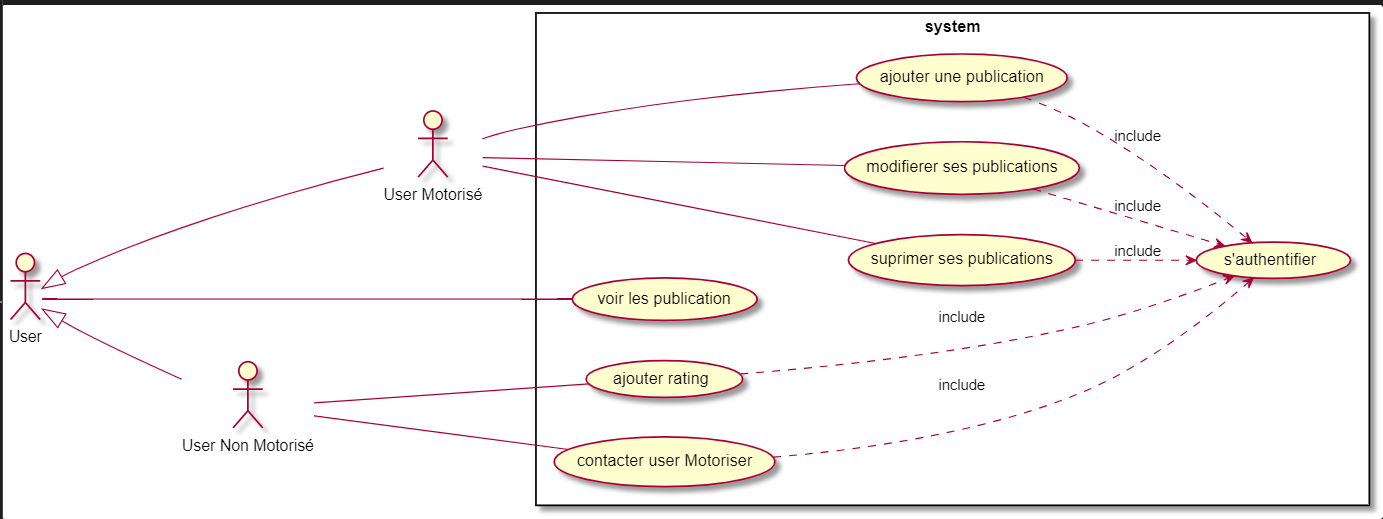 system
ajouter une publication
include
User Motorisé
modifierer ses publications
include
suprimer ses publications
include
s'authentifier
User
voir les publication
include
ajouter rating
include
User Non Motorisé
contacter user Motoriser